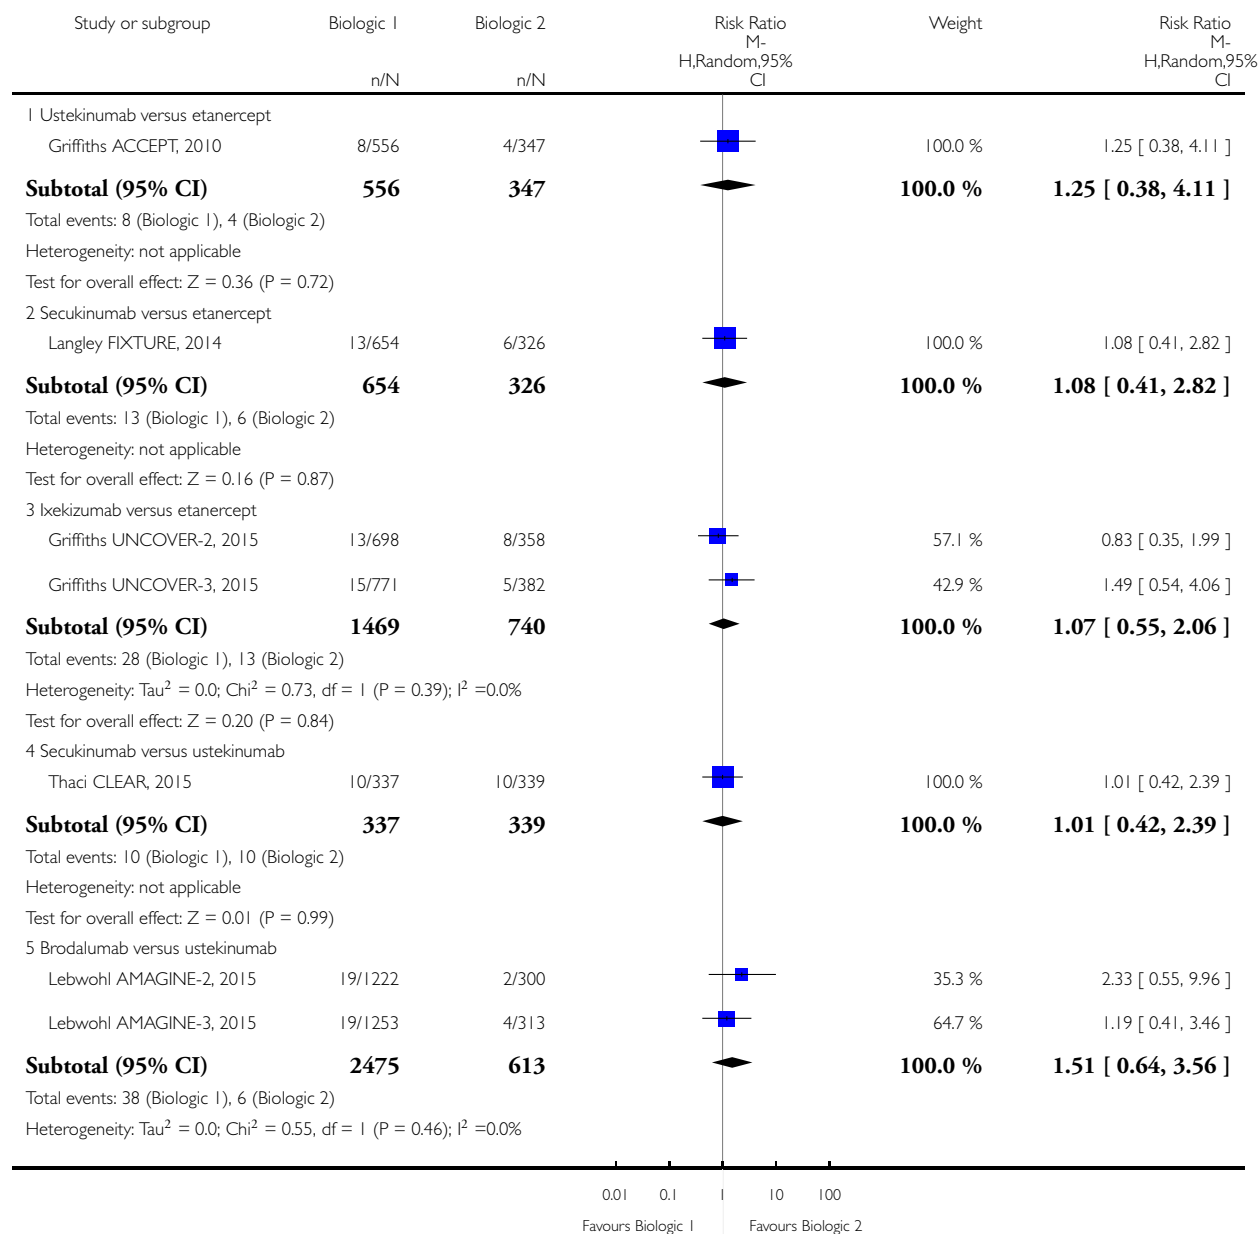 Study or subgroup Biologic 1 Biologic 2 Risk Ratio Weight Risk Ratio
M- M-
H,Random,95% H,Random,95%
n/N n/N CI CI
1 Ustekinumab versus etanercept
Griffiths ACCEPT, 2010 8/556 4/347 100.0 % 1.25 [ 0.38, 4.11 ]
Subtotal (95% CI) 556 347 100.0 % 1.25 [ 0.38, 4.11 ]
Total events: 8 (Biologic 1), 4 (Biologic 2)
Heterogeneity: not applicable
Test for overall effect: Z = 0.36 (P = 0.72)
2 Secukinumab versus etanercept
Langley FIXTURE, 2014 13/654 6/326 100.0 % 1.08 [ 0.41, 2.82 ]
Subtotal (95% CI) 654 326 100.0 % 1.08 [ 0.41, 2.82 ]
Total events: 13 (Biologic 1), 6 (Biologic 2)
Heterogeneity: not applicable
Test for overall effect: Z = 0.16 (P = 0.87)
3 Ixekizumab versus etanercept
Griffiths UNCOVER-2, 2015 13/698 8/358 57.1 % 0.83 [ 0.35, 1.99 ]
Griffiths UNCOVER-3, 2015 15/771 5/382 42.9 % 1.49 [ 0.54, 4.06 ]
Subtotal (95% CI) 1469 740 100.0 % 1.07 [ 0.55, 2.06 ]
Total events: 28 (Biologic 1), 13 (Biologic 2)
Heterogeneity: Tau² = 0.0; Chi² = 0.73, df = 1 (P = 0.39); I² =0.0%
Test for overall effect: Z = 0.20 (P = 0.84)
4 Secukinumab versus ustekinumab
Thaci CLEAR, 2015 10/337 10/339 100.0 % 1.01 [ 0.42, 2.39 ]
Subtotal (95% CI) 337 339 100.0 % 1.01 [ 0.42, 2.39 ]
Total events: 10 (Biologic 1), 10 (Biologic 2)
Heterogeneity: not applicable
Test for overall effect: Z = 0.01 (P = 0.99)
5 Brodalumab versus ustekinumab
Lebwohl AMAGINE-2, 2015 19/1222 2/300 35.3 % 2.33 [ 0.55, 9.96 ]
Lebwohl AMAGINE-3, 2015 19/1253 4/313 64.7 % 1.19 [ 0.41, 3.46 ]
Subtotal (95% CI) 2475 613 100.0 % 1.51 [ 0.64, 3.56 ]
Total events: 38 (Biologic 1), 6 (Biologic 2)
Heterogeneity: Tau² = 0.0; Chi² = 0.55, df = 1 (P = 0.46); I² =0.0%
0.01 0.1 1 10 100
Favours Biologic 1 Favours Biologic 2